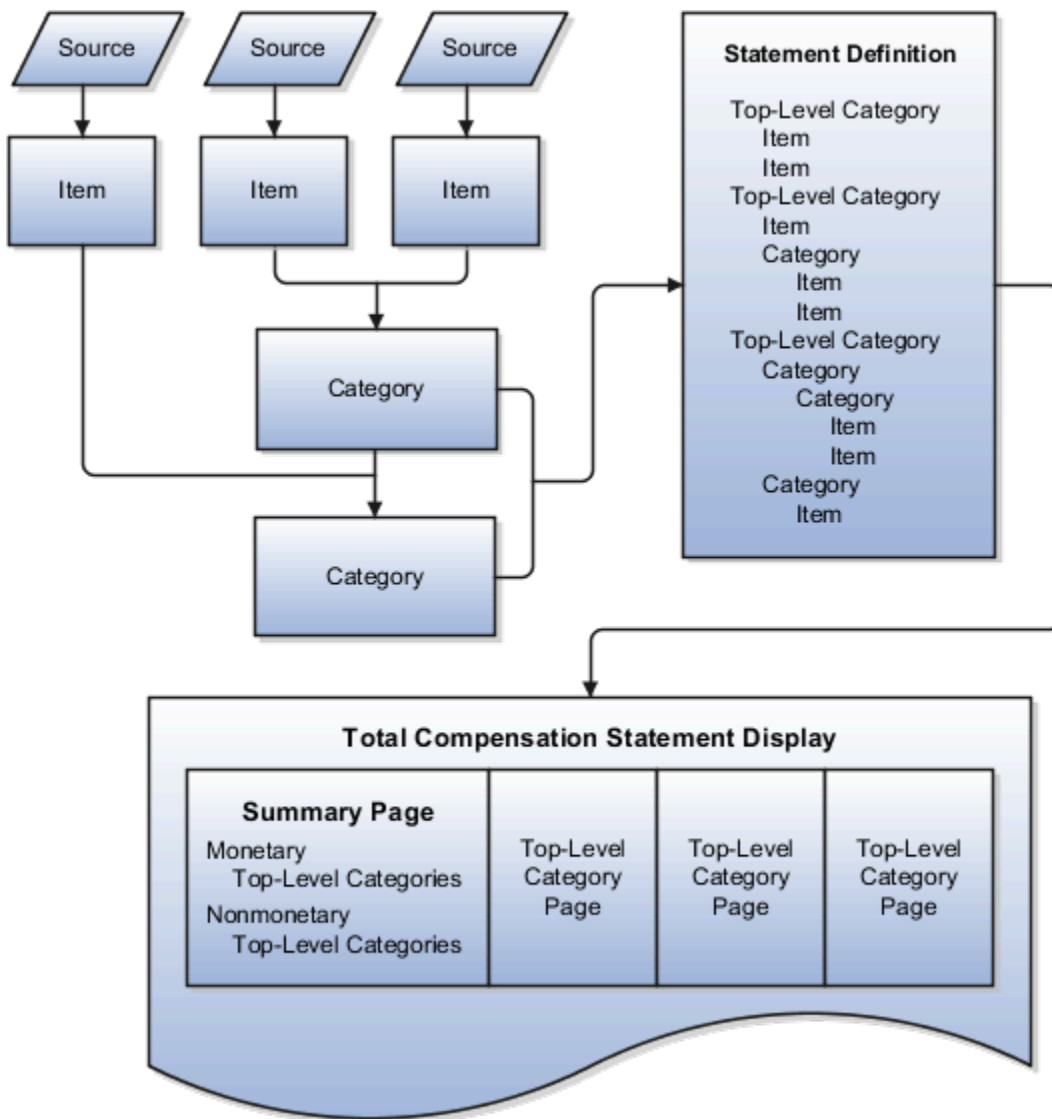 Source
Source
Source
Item
Item
Item
Category
Category
Statement Definition
Top-Level Category
Item
Item
Top-Level Category
Item
Category
Item
Item
Top-Level Category
Category
Category
Item
Item
Category
Item
Total Compensation Statement Display
Summary Page
Monetary
Top-Level Categories
Nonmonetary
Top-Level Categories
Top-Level
Category
Page
Top-Level
Category
Page
Top-Level
Category
Page